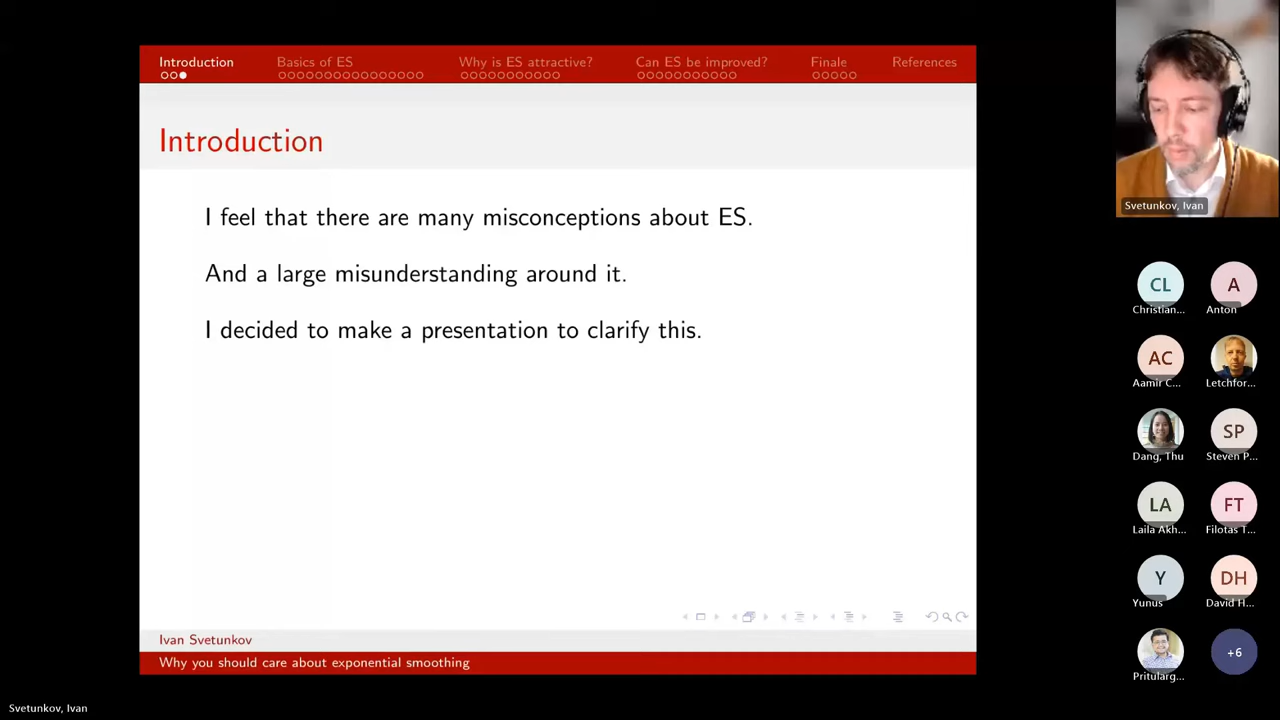 Introduction
Basics of ES
Why is ES attractive?
Can ES be improved?
Finale
References
Introduction
I feel that there are many misconceptions about ES.
And a large misunderstanding around it.
I decided to make a presentation to clarify this.
Ivan Svetunkov
Why you should care about exponential smoothing
Svetunkov, Ivan
CL
Christian...
A
Anton
AC
Aamir C...
Letchfor...
Dang, Thu
SP
Steven P...
LA
Laila Akh...
FT
Filotas T...
Y
Yunus
DH
David H...
Pritularg...
+6
Svetunkov, Ivan